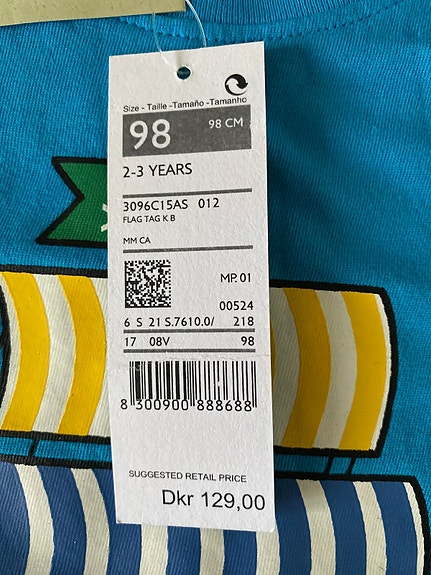 Size - Taille -Tamaño -Tamanho
98 98 CM
2-3 YEARS
3096C15AS 012
FLAG TAG K B
MM CA
MP. 01
00524
6 S 21 S.7610.0/ 218
17 08V 98
8 300900 888688
SUGGESTED RETAIL PRICE
Dkr 129,00